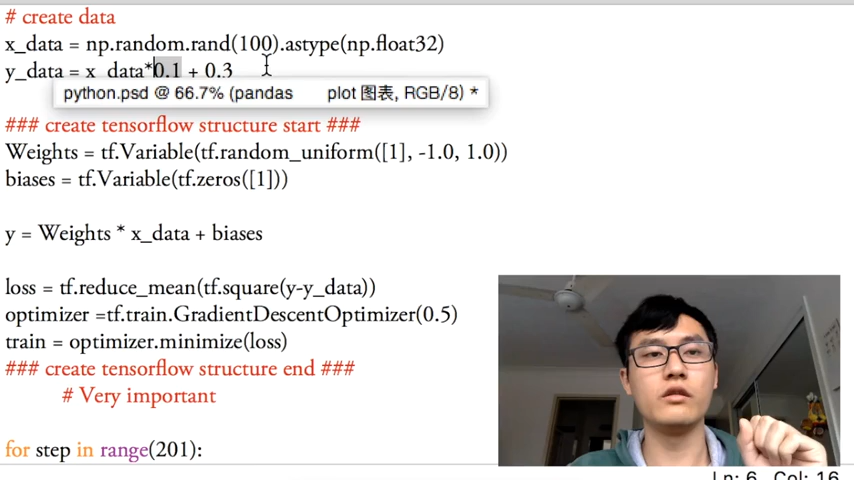 # create data
x_data = np.random.rand(100).astype(np.float32)
y_data = x_data*0.1 + 0.3
python.psd @ 66.7% (pandas plot 图表, RGB/8) *
### create tensorflow structure start ###
Weights = tf.Variable(tf.random_uniform([1], -1.0, 1.0))
biases = tf.Variable(tf.zeros([1]))
y = Weights * x_data + biases
loss = tf.reduce_mean(tf.square(y-y_data))
optimizer =tf.train.GradientDescentOptimizer(0.5)
train = optimizer.minimize(loss)
### create tensorflow structure end ###
# Very important
for step in range(201):
Ln: 6 Col: 16